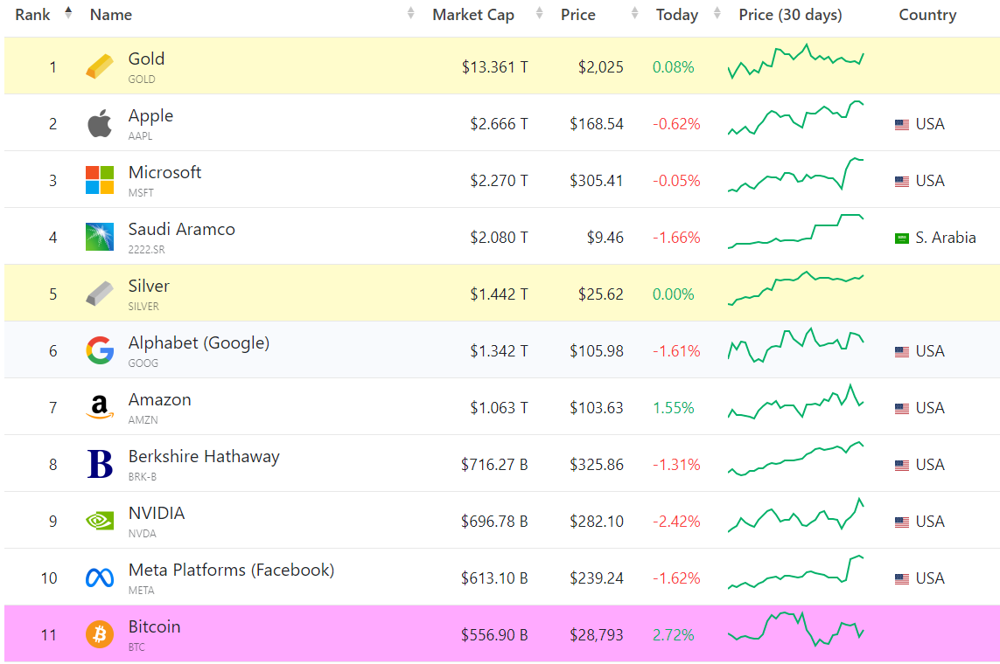 Rank Name Market Cap Price Today Price (30 days) Country
1 Gold $13.361 T $2,025 0.08%
GOLD
2 Apple $2.666 T $168.54 -0.62% USA
AAPL
3 Microsoft $2.270 T $305.41 -0.05% USA
MSFT
4 Saudi Aramco $2.080 T $9.46 -1.66% S. Arabia
2222.SR
5 Silver $1.442 T $25.62 0.00%
SILVER
6 Alphabet (Google) $1.342 T $105.98 -1.61% USA
GOOG
7 Amazon $1.063 T $103.63 1.55% USA
AMZN
8 Berkshire Hathaway $716.27 B $325.86 -1.31% USA
BRK-B
9 NVIDIA $696.78 B $282.10 -2.42% USA
NVDA
10 Meta Platforms (Facebook) $613.10 B $239.24 -1.62% USA
META
11 Bitcoin $556.90 B $28,793 2.72%
BTC